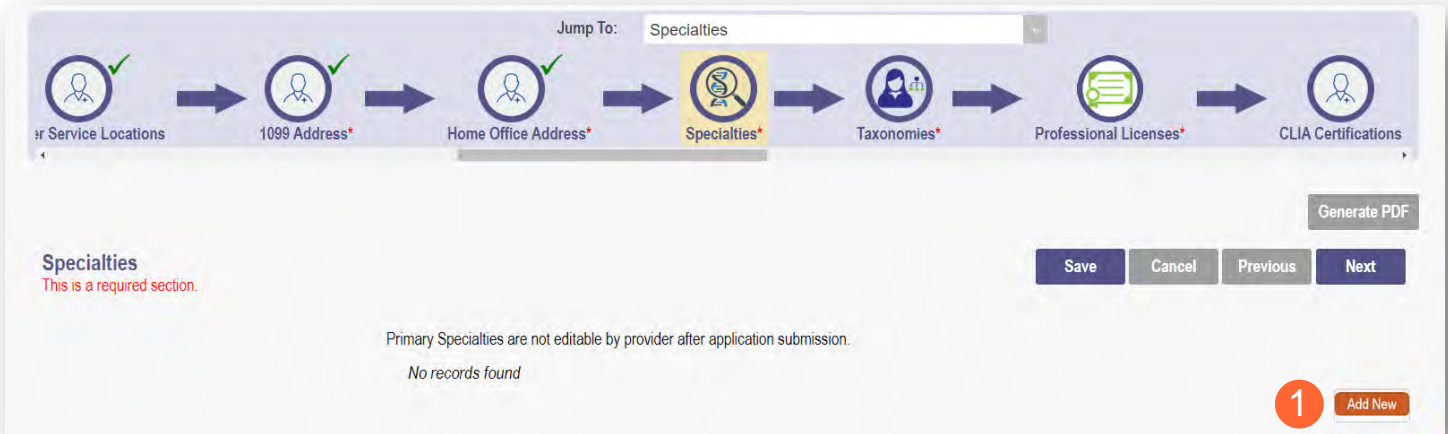 Jump To: Specialties
er Service Locations 1099 Address* Home Office Address* Specialties* Taxonomies* Professional Licenses* CLIA Certifications
Generate PDF
Specialties
This is a required section.
Save Cancel Previous Next
Primary Specialties are not editable by provider after application submission.
No records found
1 Add New